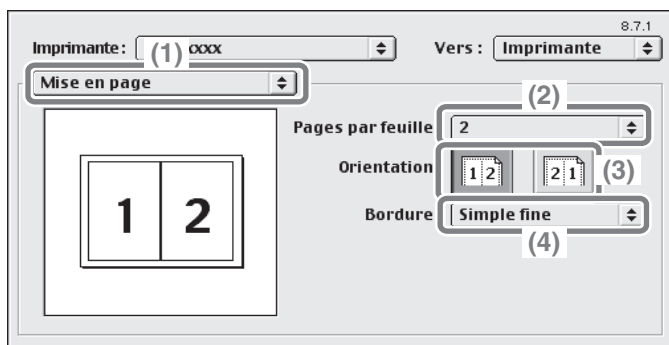 8.7.1
Imprimante : xxxx Vers : Imprimante
(1)
Mise en page
(2)
Pages par feuille 2
Orientation 1 2 2 1 (3)
Bordure Simple fine
(4)
1 2